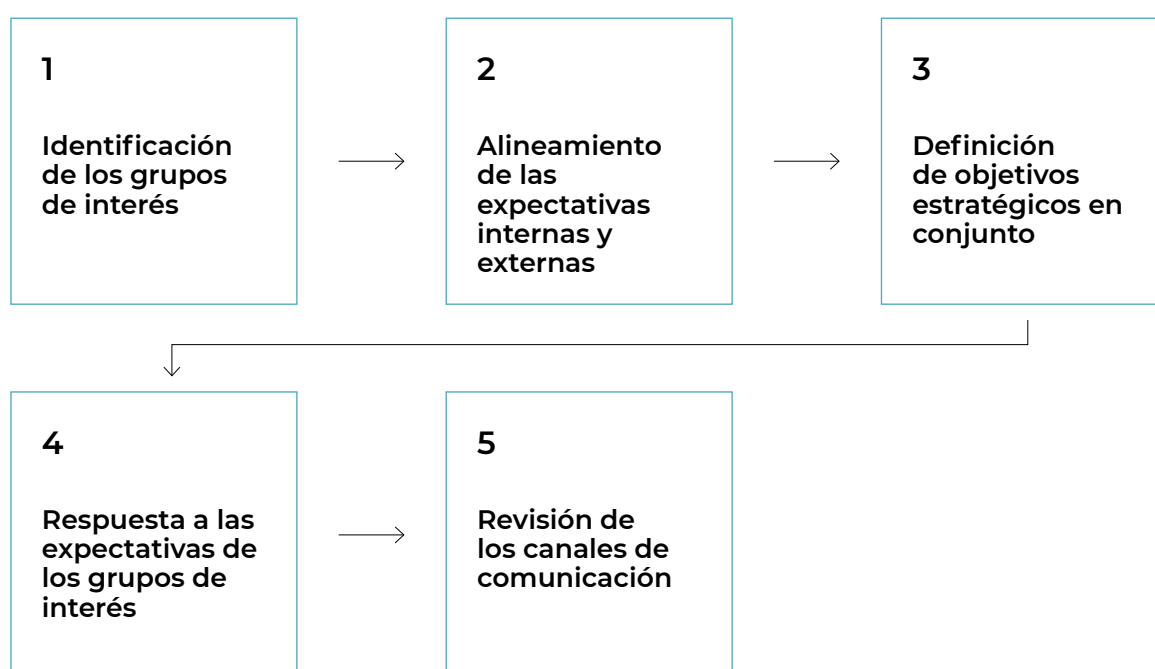 1
Identificación
de los grupos
de interés
2
Alineamiento
de las
expectativas
internas y
externas
3
Definición
de objetivos
estratégicos en
conjunto
4
Respuesta a las
expectativas de
los grupos de
interés
5
Revisión de
los canales de
comunicación